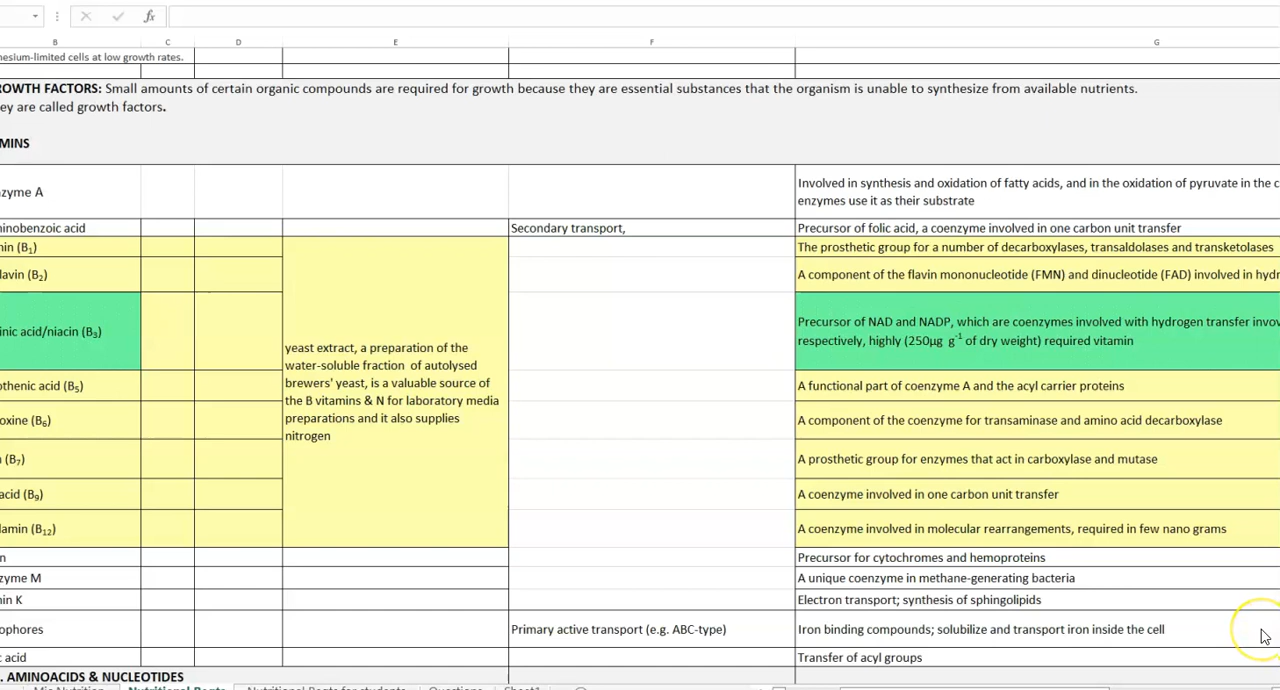 fx
B C D E F G
nesium-limited cells at low growth rates.
ROWTH FACTORS: Small amounts of certain organic compounds are required for growth because they are essential substances that the organism is unable to synthesize from available nutrients.
ey are called growth factors.
MINS
zyme A
Involved in synthesis and oxidation of fatty acids, and in the oxidation of pyruvate in the c
enzymes use it as their substrate
minobenzoic acid Secondary transport, Precursor of folic acid, a coenzyme involved in one carbon unit transfer
min (B₁) The prosthetic group for a number of decarboxylases, transaldolases and transketolases
lavin (B₂) A component of the flavin mononucleotide (FMN) and dinucleotide (FAD) involved in hydr
inic acid/niacin (B₃)
Precursor of NAD and NADP, which are coenzymes involved with hydrogen transfer invov
respectively, highly (250µg g⁻¹ of dry weight) required vitamin
yeast extract, a preparation of the
water-soluble fraction of autolysed
brewers' yeast, is a valuable source of
the B vitamins & N for laboratory media
preparations and it also supplies
nitrogen
othenic acid (B₅) A functional part of coenzyme A and the acyl carrier proteins
oxine (B₆) A component of the coenzyme for transaminase and amino acid decarboxylase
n (B₇) A prosthetic group for enzymes that act in carboxylase and mutase
acid (B₉) A coenzyme involved in one carbon unit transfer
lamin (B₁₂) A coenzyme involved in molecular rearrangements, required in few nano grams
n Precursor for cytochromes and hemoproteins
zyme M A unique coenzyme in methane-generating bacteria
min K Electron transport; synthesis of sphingolipids
ophores Primary active transport (e.g. ABC-type) Iron binding compounds; solubilize and transport iron inside the cell
c acid Transfer of acyl groups
. AMINOACIDS & NUCLEOTIDES
Nutritional Reqts Nutritional Reqts for students Questions Sheet1